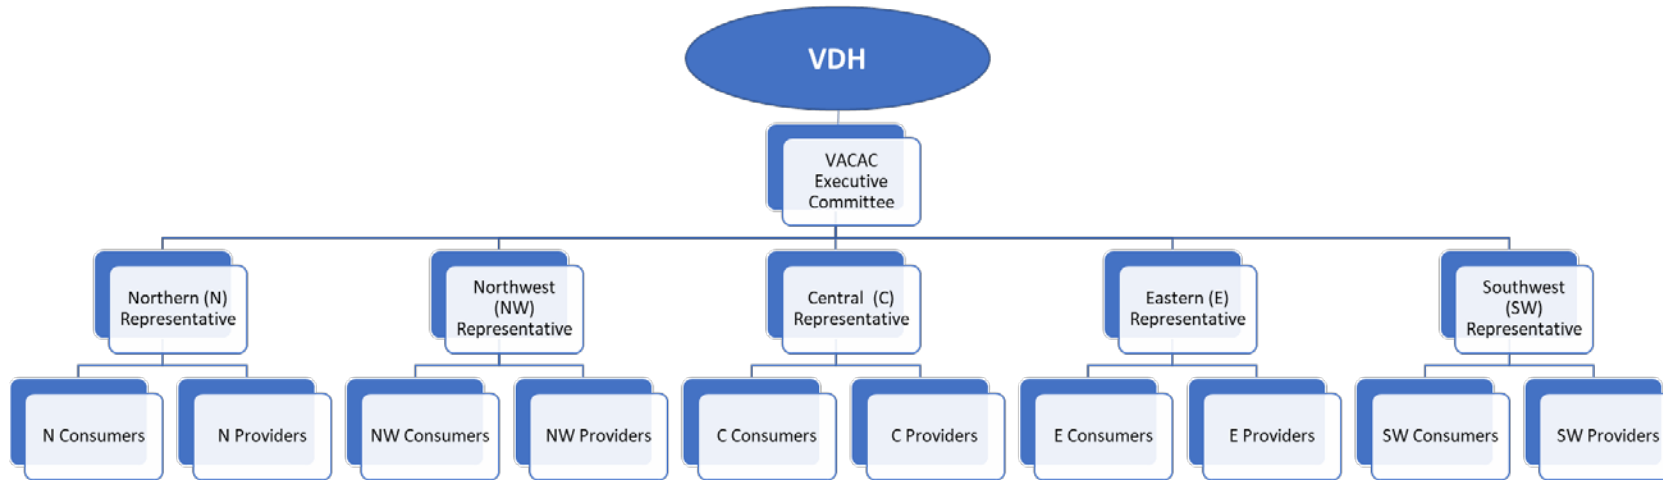 VDH
VACAC
Executive
Committee
Northern (N)
Representative
Northwest
(NW)
Representative
Central  (C)
Representative
Eastern (E)
Representative
Southwest
(SW)
Representative
N Consumers
N Providers
NW Consumers
NW Providers
C Consumers
C Providers
E Consumers
E Providers
SW Consumers
SW Providers